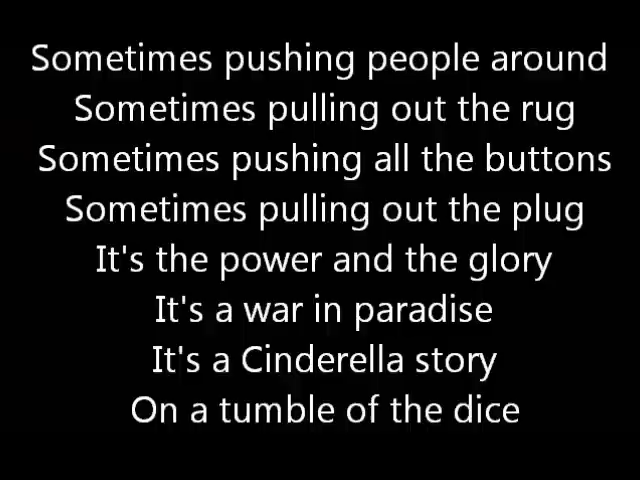 Sometimes pushing people around
Sometimes pulling out the rug
Sometimes pushing all the buttons
Sometimes pulling out the plug
It's the power and the glory
It's a war in paradise
It's a Cinderella story
On a tumble of the dice